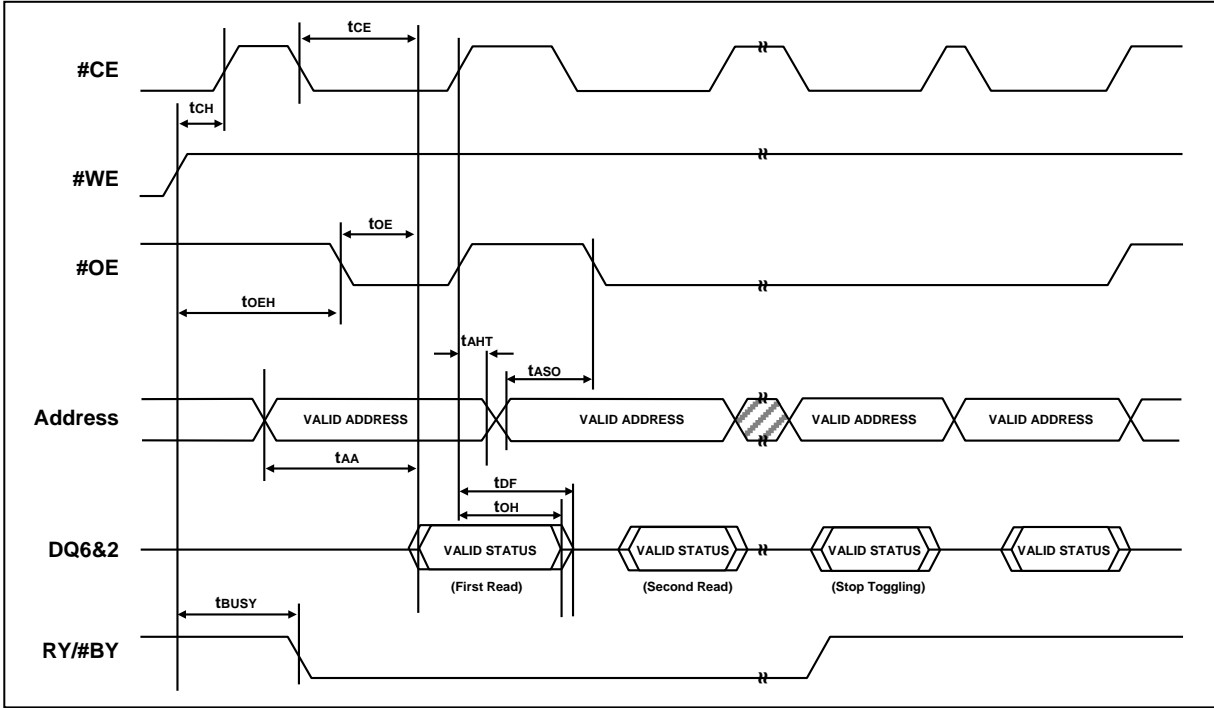 tCE
#CE
tCH
#WE
tOE
#OE
tOEH
tAHT
tASO
Address
VALID ADDRESS VALID ADDRESS VALID ADDRESS VALID ADDRESS
tAA
tDF
tOH
DQ6&2
VALID STATUS VALID STATUS VALID STATUS VALID STATUS
(First Read) (Second Read) (Stop Toggling)
tBUSY
RY/#BY